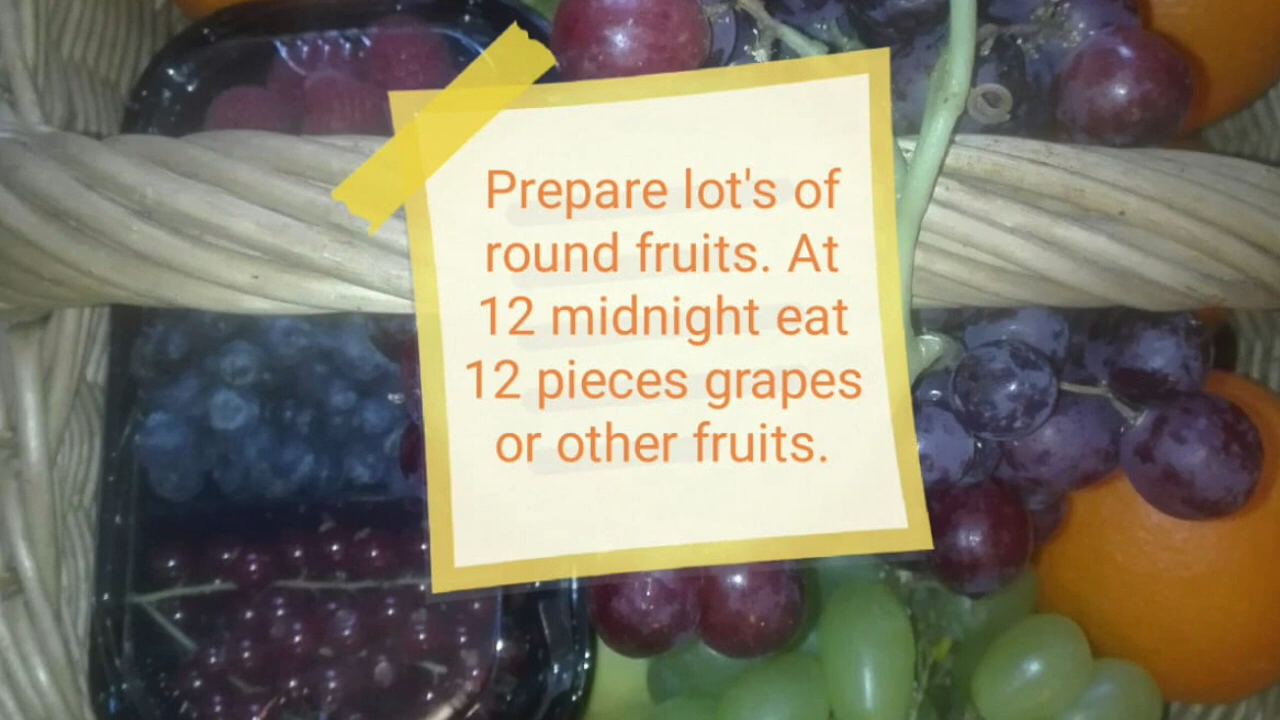 Prepare lot's of
round fruits. At
12 midnight eat
12 pieces grapes
or other fruits.